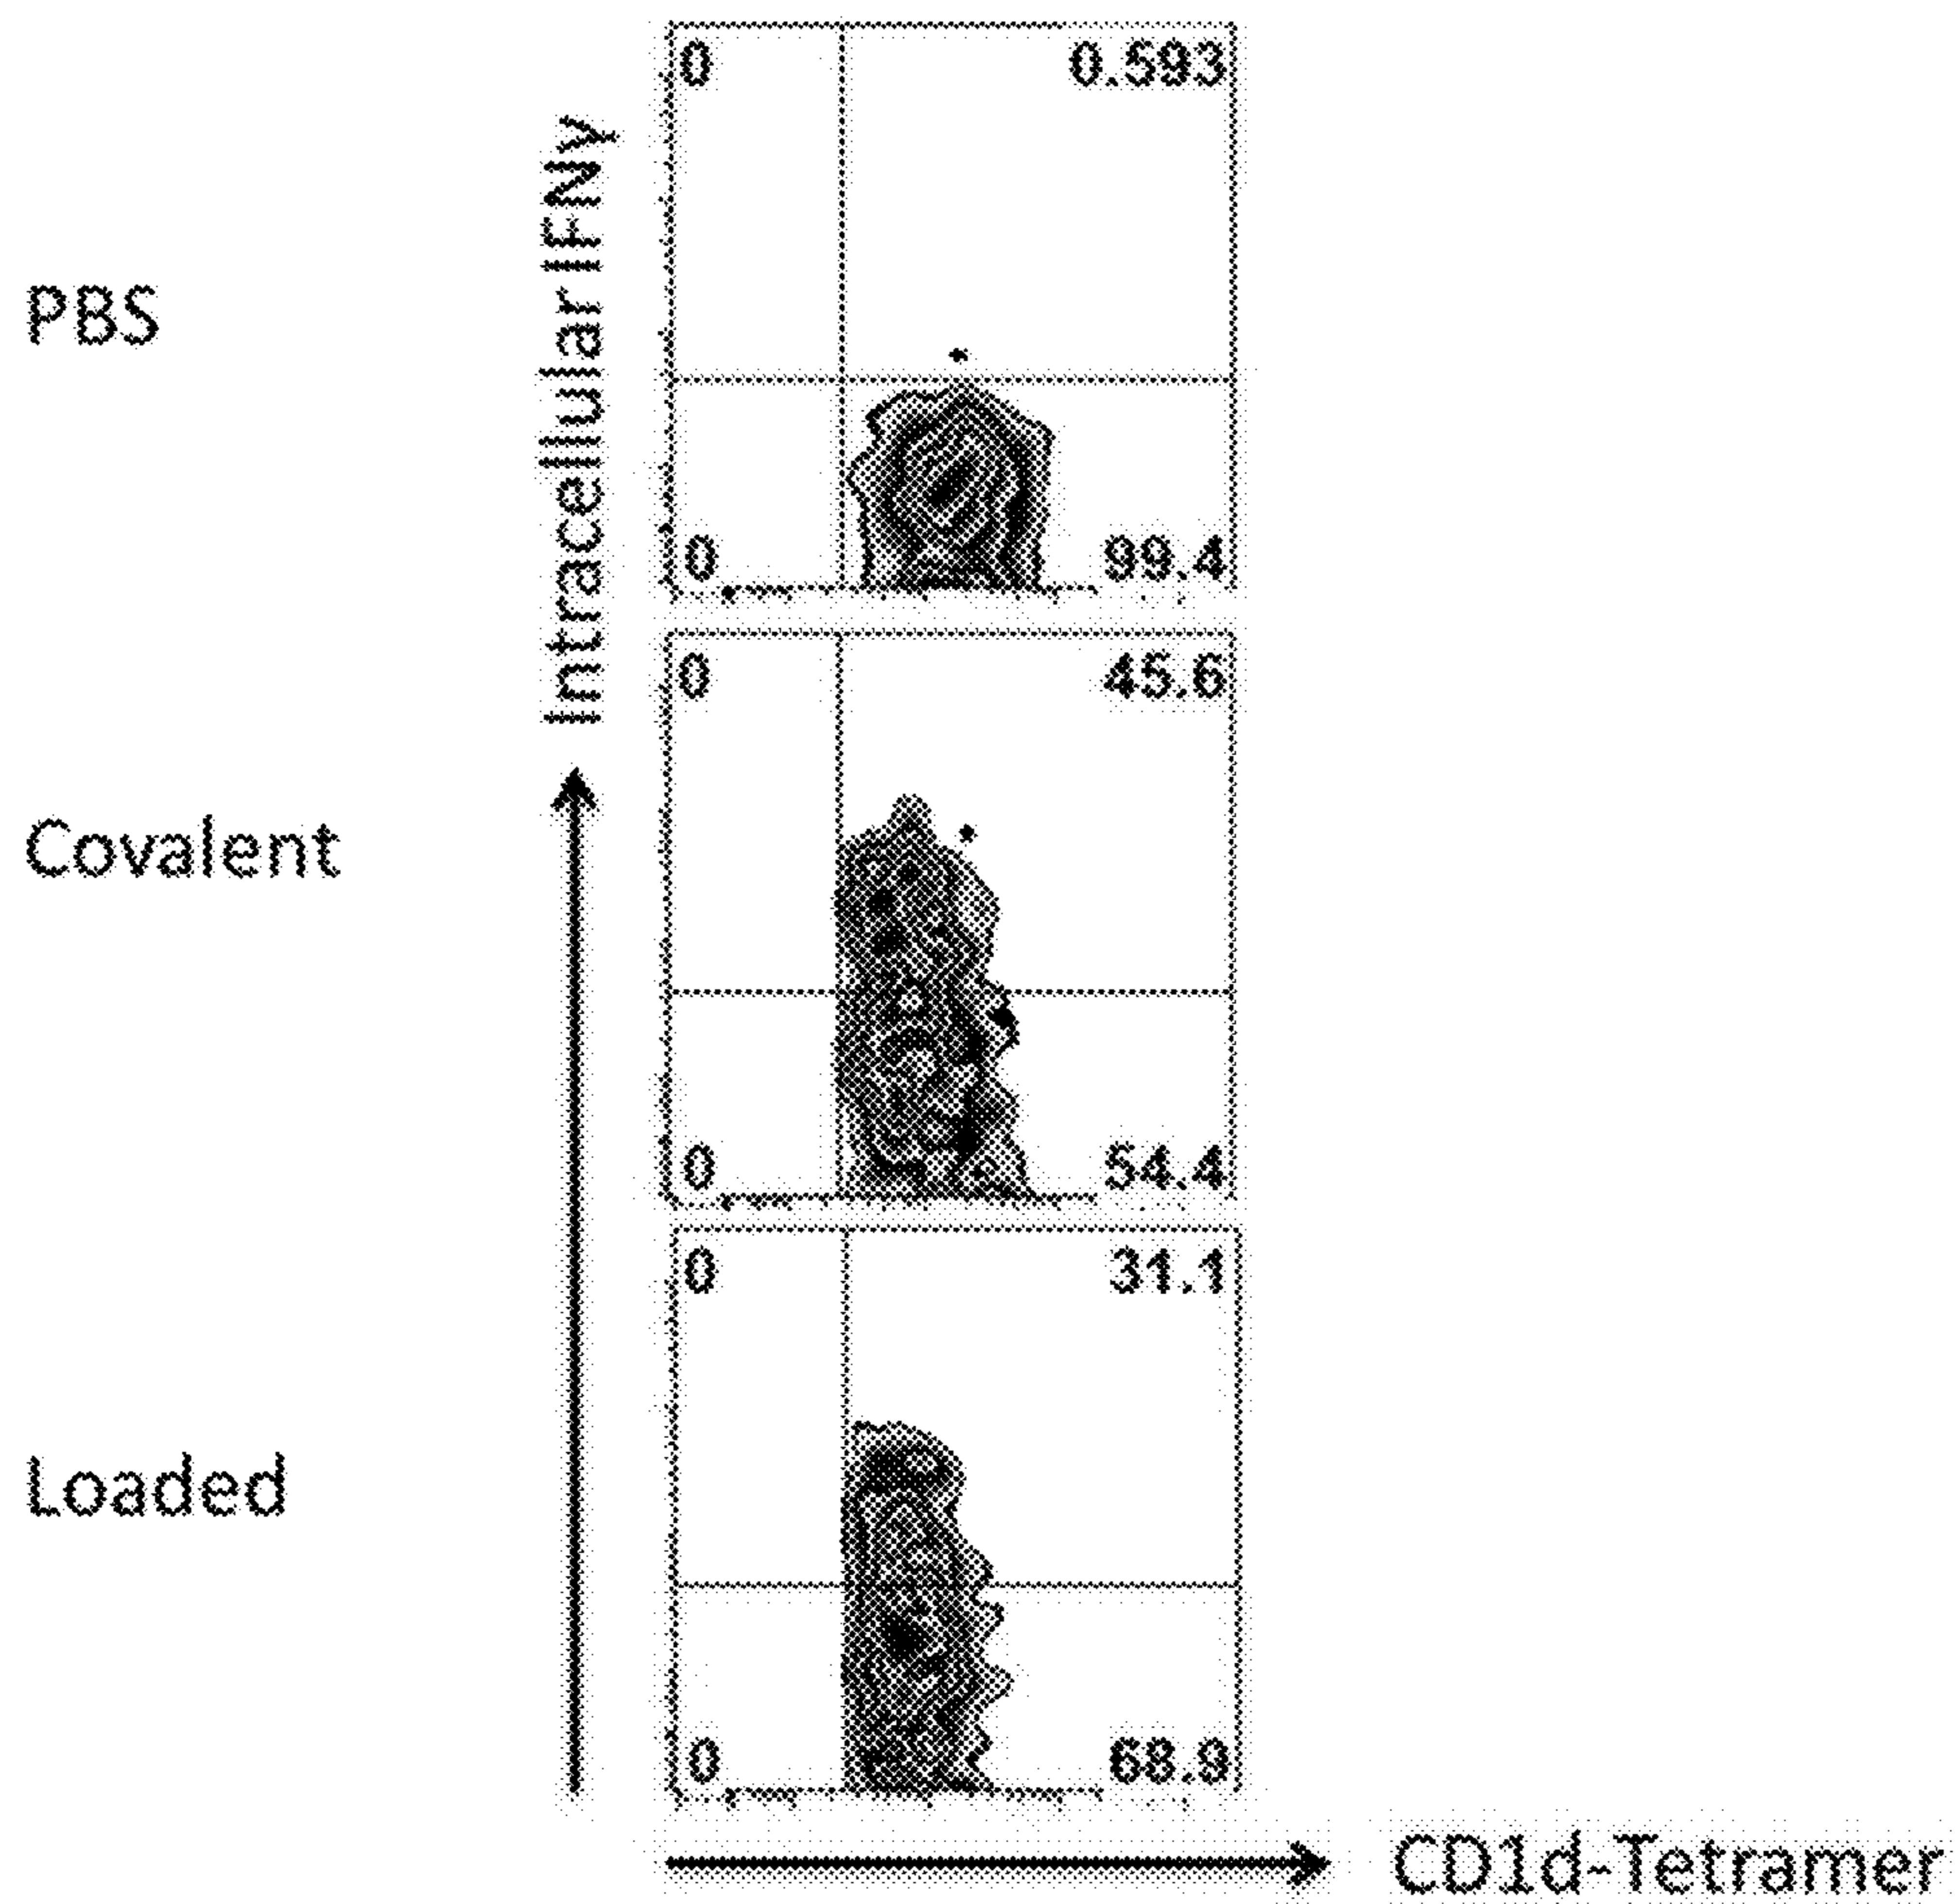 Intracellular IFNγ
PBS
0 0.593
0 99.4
Covalent
0 45.6
0 54.4
Loaded
0 31.1
0 68.9
CD1d-Tetramer